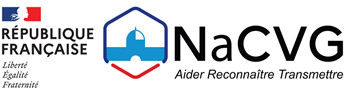 RÉPUBLIQUE
FRANÇAISE
Liberté
Égalité
Fraternité
NaCVG
Aider Reconnaître Transmettre